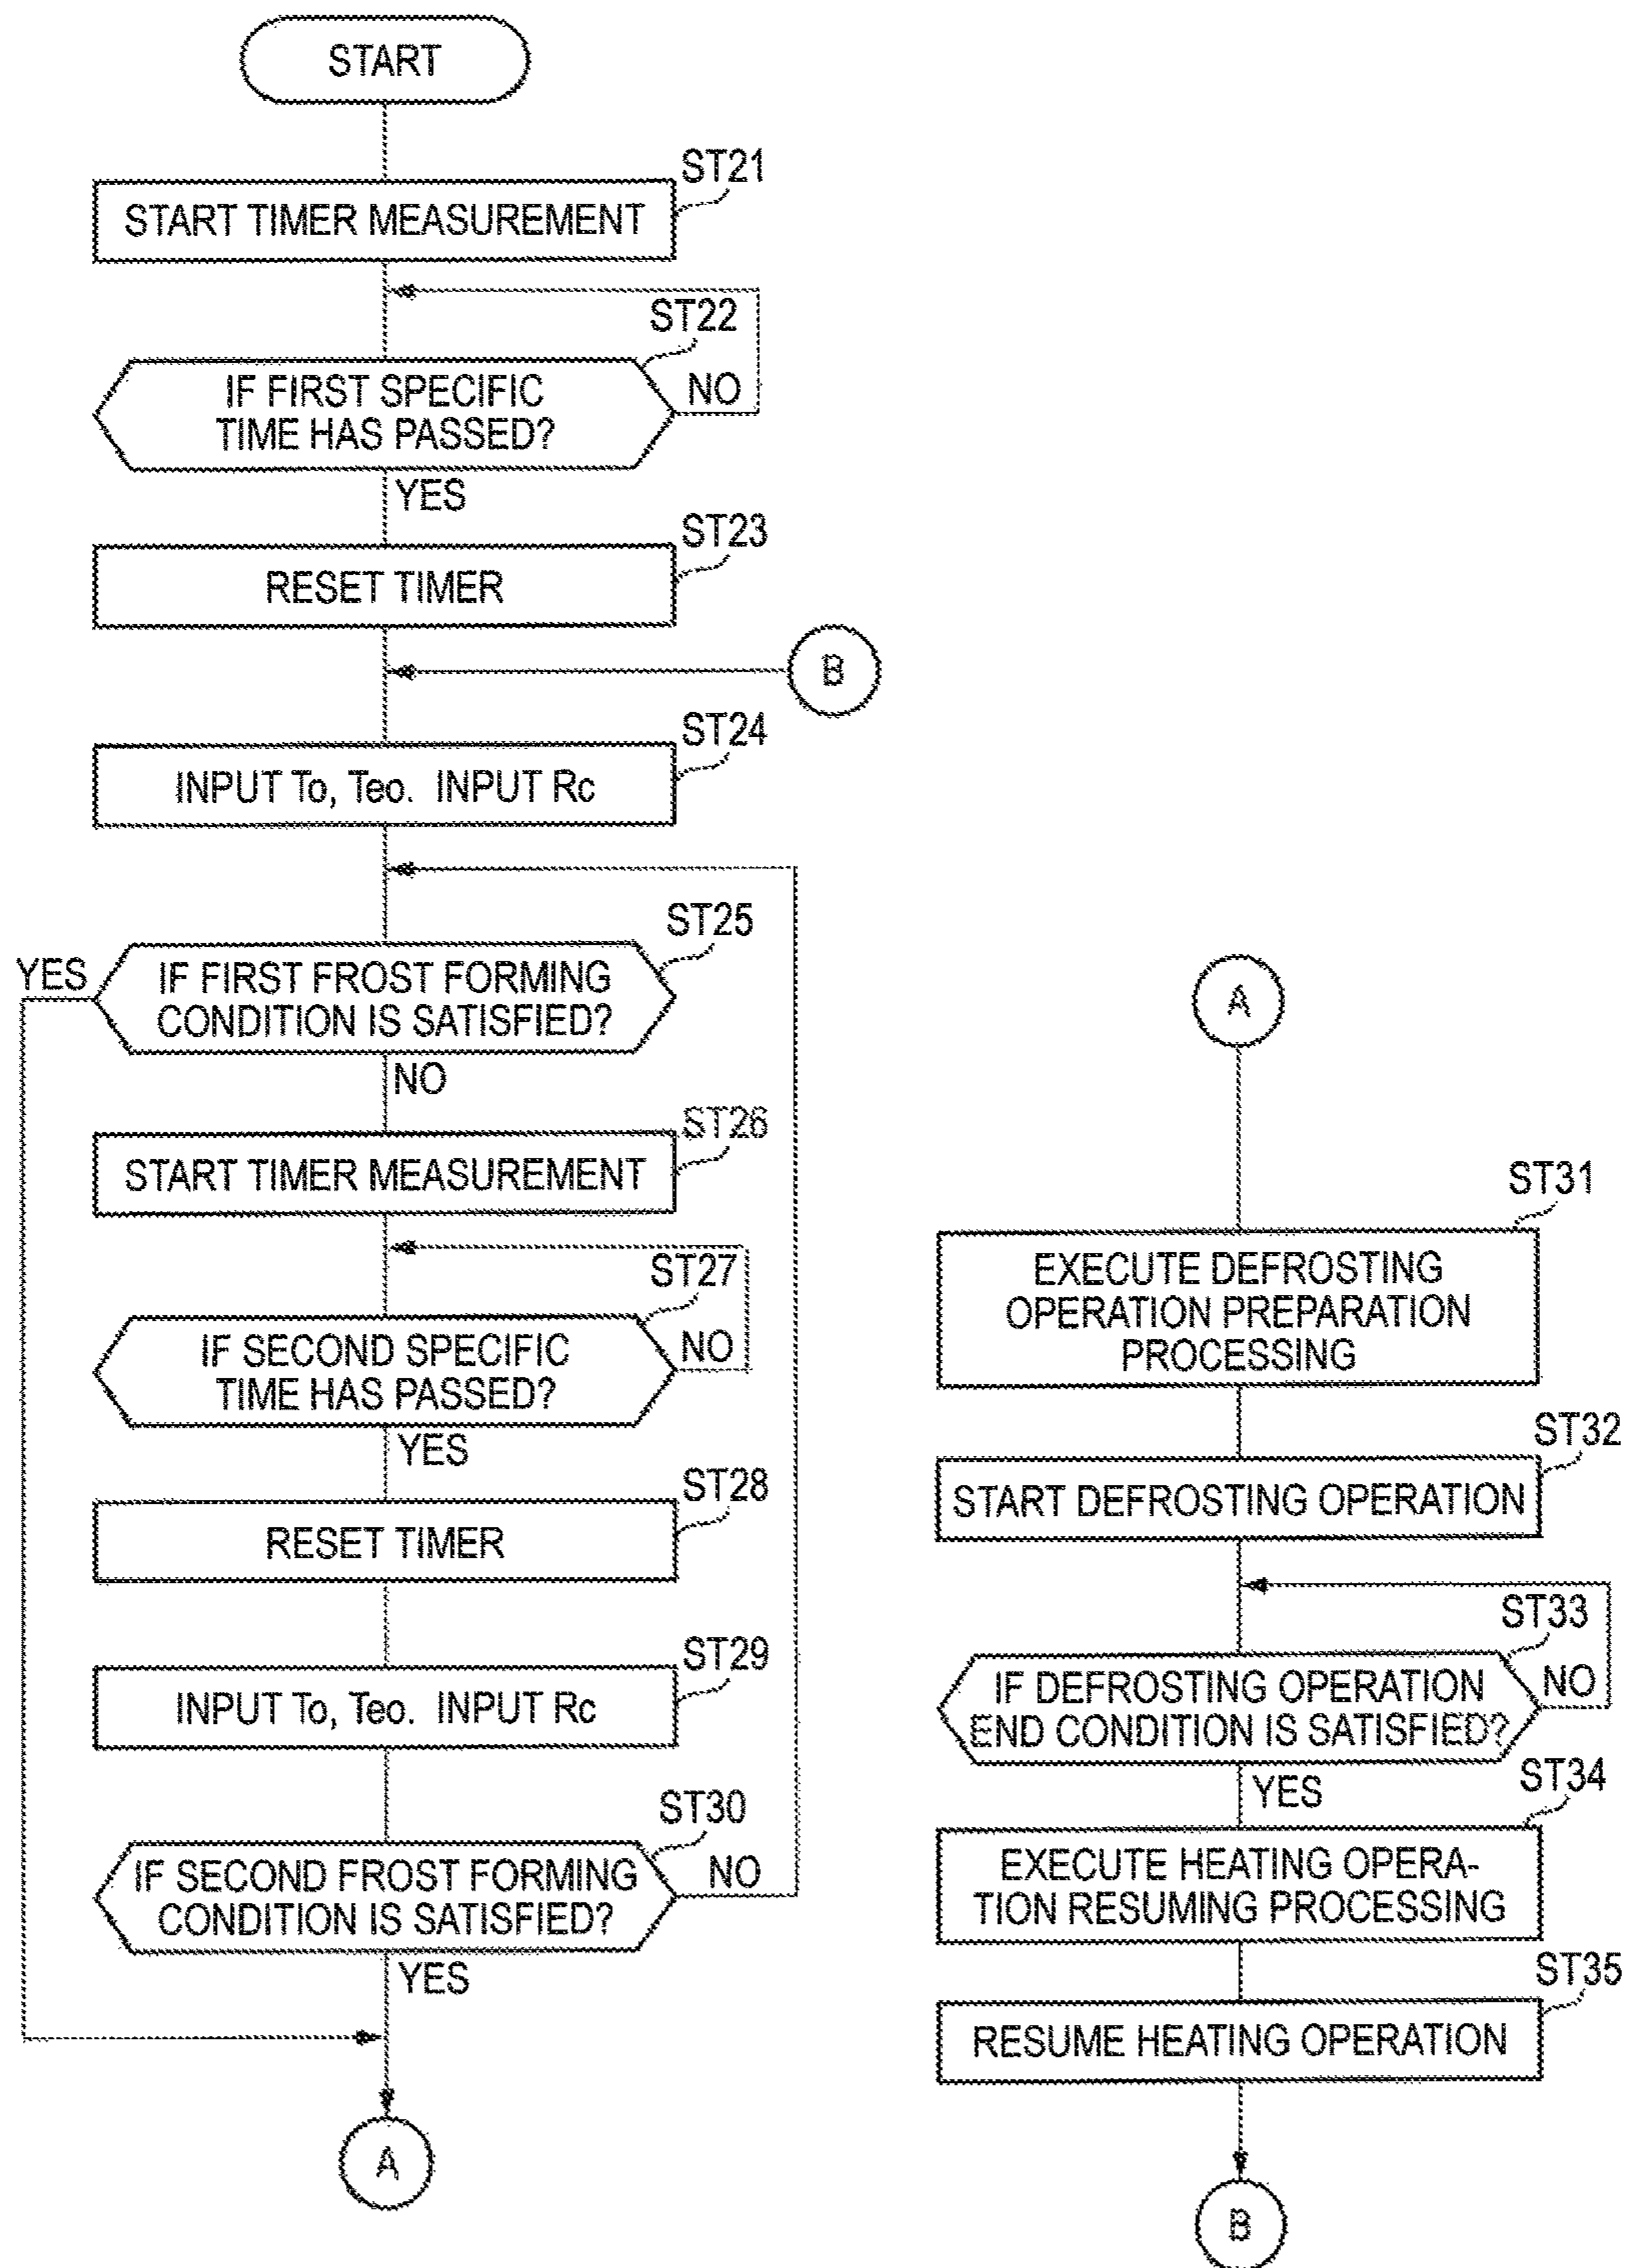 START
ST21
START TIMER MEASUREMENT
ST22
IF FIRST SPECIFIC
TIME HAS PASSED?
NO
YES
ST23
RESET TIMER
B
ST24
INPUT To, Teo. INPUT Rc
ST25
YES
IF FIRST FROST FORMING
CONDITION IS SATISFIED?
NO
ST26
START TIMER MEASUREMENT
ST27
IF SECOND SPECIFIC
TIME HAS PASSED?
NO
YES
ST28
RESET TIMER
ST29
INPUT To, Teo. INPUT Rc
ST30
IF SECOND FROST FORMING
CONDITION IS SATISFIED?
NO
YES
A
A
ST31
EXECUTE DEFROSTING
OPERATION PREPARATION
PROCESSING
ST32
START DEFROSTING OPERATION
ST33
IF DEFROSTING OPERATION
END CONDITION IS SATISFIED?
NO
YES
ST34
EXECUTE HEATING OPERA-
TION RESUMING PROCESSING
ST35
RESUME HEATING OPERATION
B